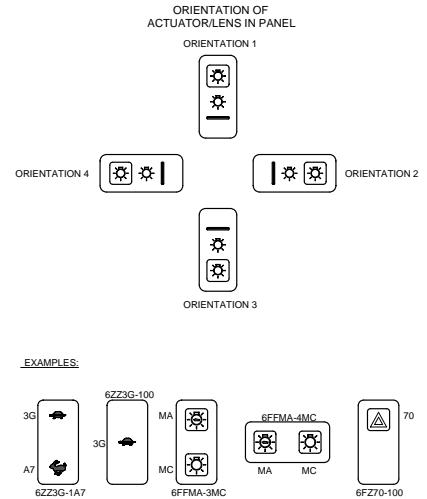 ORIENTATION OF
ACTUATOR/LENS IN PANEL
ORIENTATION 1
ORIENTATION 4
ORIENTATION 2
ORIENTATION 3
EXAMPLES:
6ZZ3G-100
3G
A7
6ZZ3G-1A7
3G
MA
MC
6FFMA-3MC
6FFMA-4MC
MA MC
70
6FZ70-100